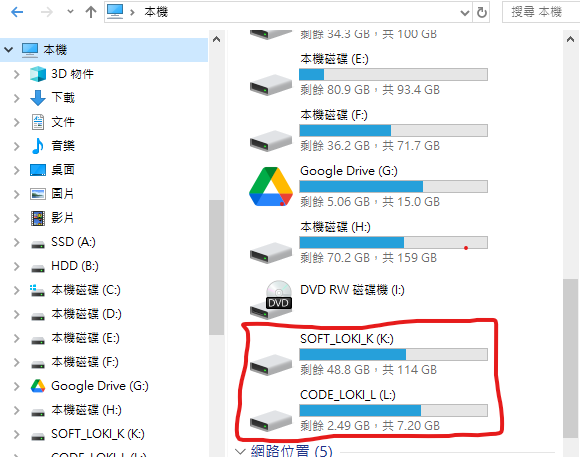 本機
搜尋 本機
本機
3D 物件
下載
文件
音樂
桌面
圖片
影片
SSD (A:)
HDD (B:)
本機磁碟 (C:)
本機磁碟 (D:)
本機磁碟 (E:)
本機磁碟 (F:)
Google Drive (G:)
本機磁碟 (H:)
SOFT_LOKI_K (K:)
CODE_LOKI_L (L:)
剩餘 34.3 GB，共 100 GB
本機磁碟 (E:)
剩餘 80.9 GB，共 93.4 GB
本機磁碟 (F:)
剩餘 36.2 GB，共 71.7 GB
Google Drive (G:)
剩餘 5.06 GB，共 15.0 GB
本機磁碟 (H:)
剩餘 70.2 GB，共 159 GB
DVD RW 磁碟機 (I:)
DVD
SOFT_LOKI_K (K:)
剩餘 48.8 GB，共 114 GB
CODE_LOKI_L (L:)
剩餘 2.49 GB，共 7.20 GB
網路位置 (5)